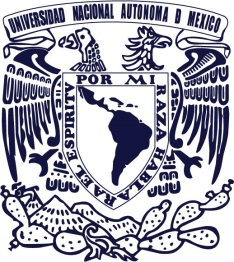 UNIVERSIDAD NACIONAL AUTONOMA D MEXICO
POR MI RAZA HABLARA EL ESPIRITU